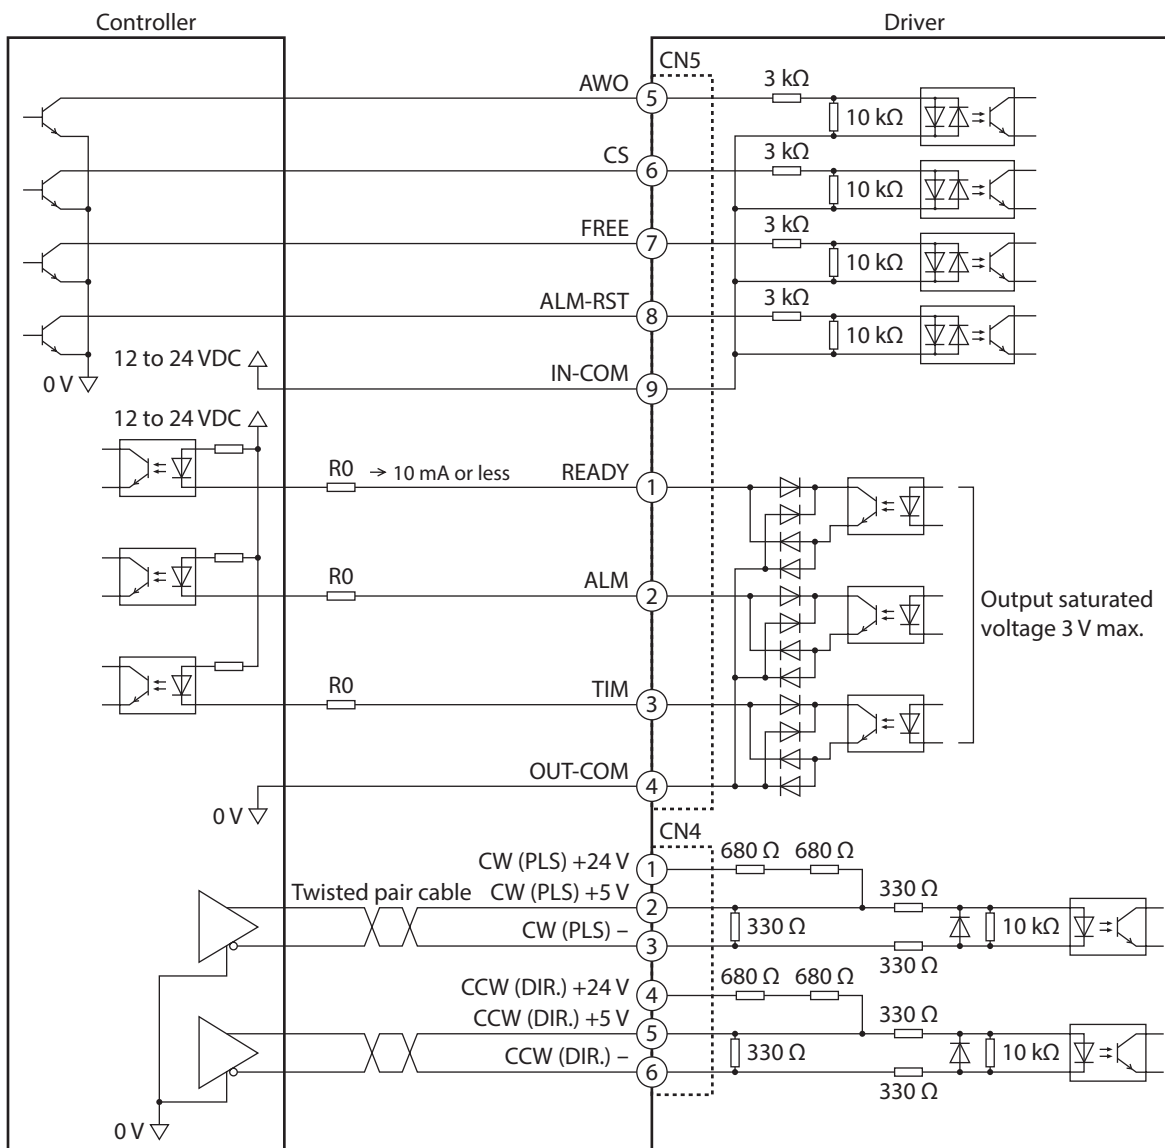 Controller
Driver
CN5
AWO
5
3 kΩ
10 kΩ
CS
6
3 kΩ
10 kΩ
FREE
7
3 kΩ
10 kΩ
ALM-RST
8
3 kΩ
10 kΩ
0 V
12 to 24 VDC
IN-COM
9
12 to 24 VDC
R0
→ 10 mA or less
READY
1
R0
ALM
2
Output saturated
voltage 3 V max.
R0
TIM
3
OUT-COM
4
0 V
CN4
CW (PLS) +24 V
1
680 Ω
680 Ω
Twisted pair cable
CW (PLS) +5 V
2
330 Ω
CW (PLS) –
3
330 Ω
10 kΩ
330 Ω
CCW (DIR.) +24 V
4
680 Ω
680 Ω
CCW (DIR.) +5 V
5
330 Ω
CCW (DIR.) –
6
330 Ω
10 kΩ
330 Ω
0 V